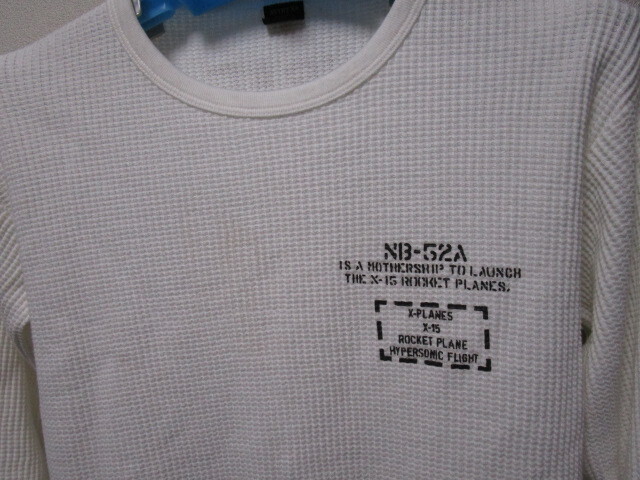 NB-52A
IS A MOTHERSHIP TO LAUNCH
THE X-15 ROCKET PLANES.
X-PLANES
X-15
ROCKET PLANE
HYPERSONIC FLIGHT